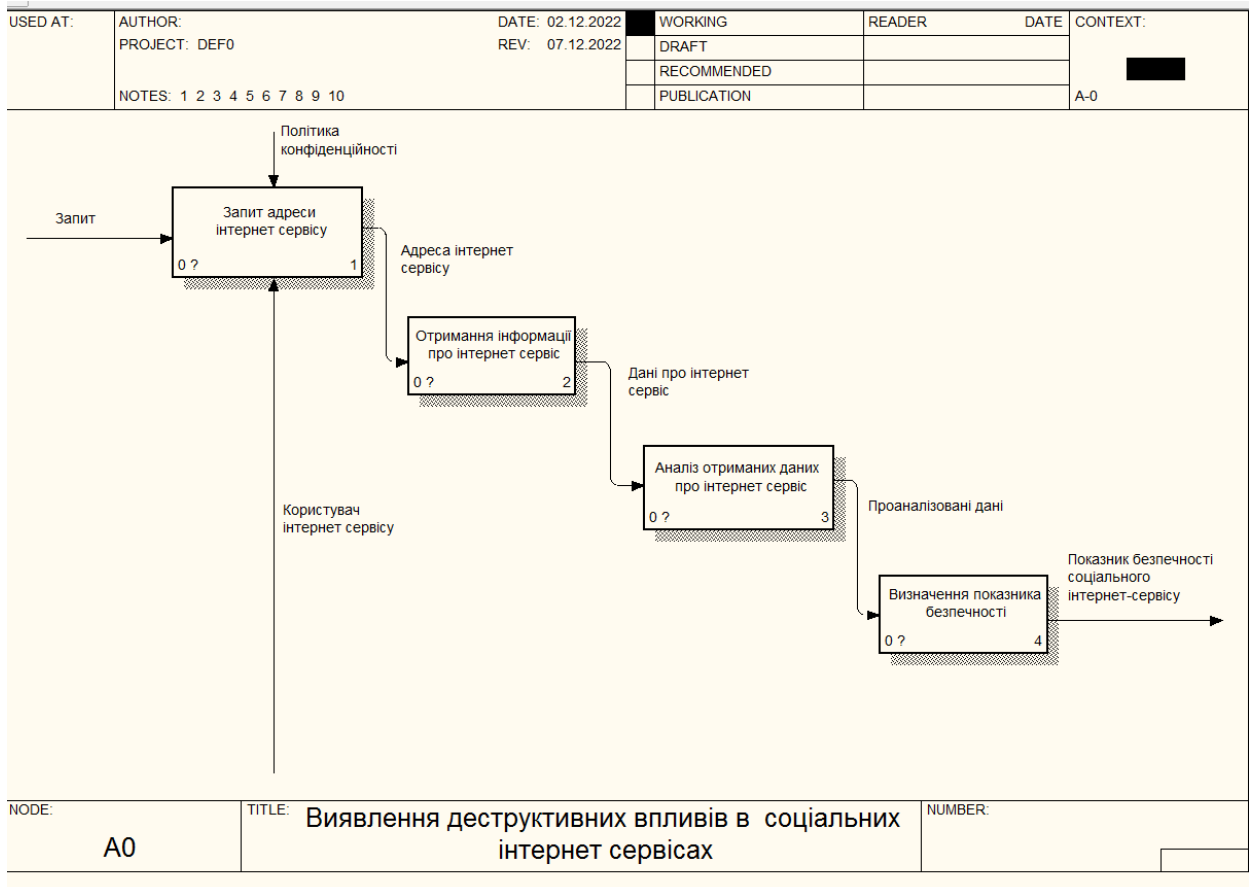 USED AT:
AUTHOR:
DATE: 02.12.2022
WORKING
READER
DATE
CONTEXT:
PROJECT: DEF0
REV: 07.12.2022
DRAFT
RECOMMENDED
NOTES: 1 2 3 4 5 6 7 8 9 10
PUBLICATION
A-0
Політика
конфіденційності
Запит
Запит адреси
інтернет сервісу
0 ?
1
Адреса інтернет
сервісу
Отримання інформації
про інтернет сервіс
0 ?
2
Дані про інтернет
сервіс
Аналіз отриманих даних
про інтернет сервіс
0 ?
3
Користувач
інтернет сервісу
Проаналізовані дані
Визначення показника
безпечності
0 ?
4
Показник безпечності
соціального
інтернет-сервісу
NODE:
A0
TITLE:
Виявлення деструктивних впливів в соціальних
інтернет сервісах
NUMBER: